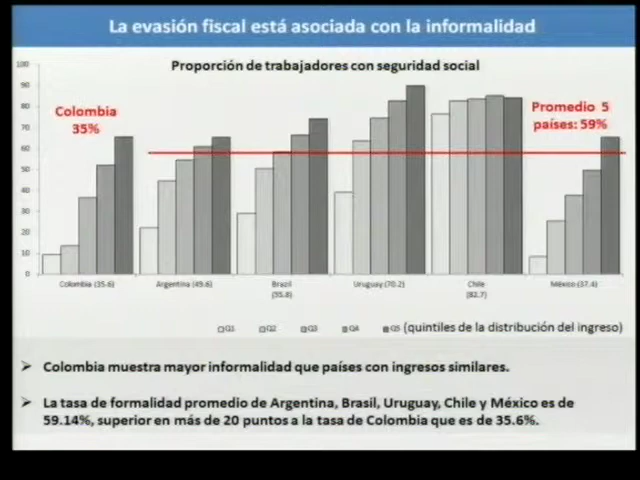 La evasión fiscal está asociada con la informalidad
Proporción de trabajadores con seguridad social
100
90
80
70
60
50
40
30
20
10
0
Colombia
35%
Promedio 5
países: 59%
Colombia (35.6)
Argentina (49.6)
Brazil
(55.8)
Uruguay (70.2)
Chile
(82.7)
México (37.4)
Q1 Q2 Q3 Q4 Q5 (quintiles de la distribución del ingreso)
Colombia muestra mayor informalidad que países con ingresos similares.
La tasa de formalidad promedio de Argentina, Brasil, Uruguay, Chile y México es de
59.14%, superior en más de 20 puntos a la tasa de Colombia que es de 35.6%.